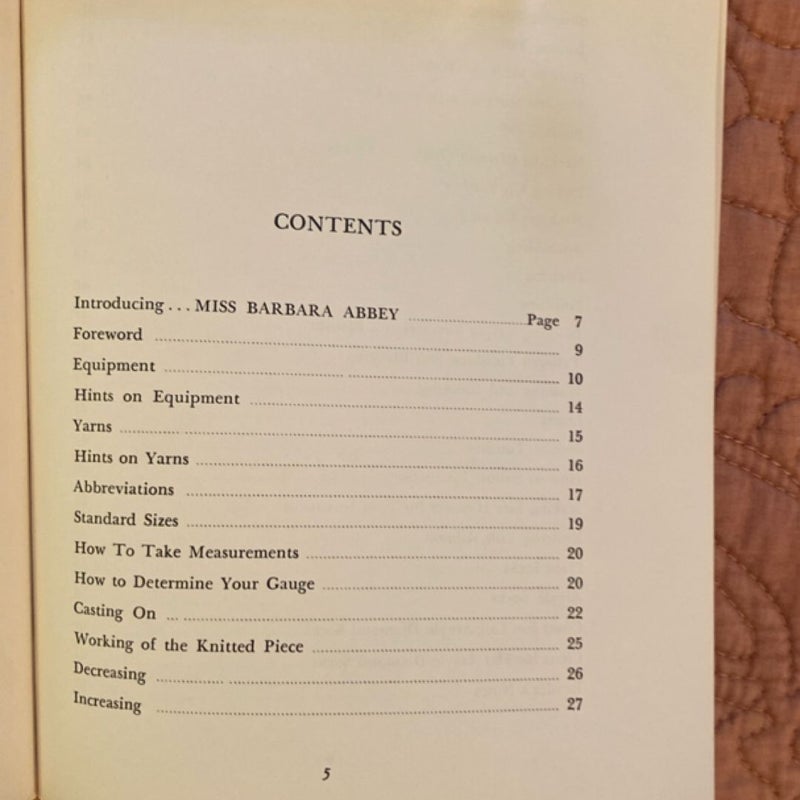 CONTENTS
Introducing . . . MISS BARBARA ABBEY ........ Page 7
Foreword ........ 9
Equipment ........ 10
Hints on Equipment ........ 14
Yarns ........ 15
Hints on Yarns ........ 16
Abbreviations ........ 17
Standard Sizes ........ 19
How To Take Measurements ........ 20
How to Determine Your Gauge ........ 20
Casting On ........ 22
Working of the Knitted Piece ........ 25
Decreasing ........ 26
Increasing ........ 27
5